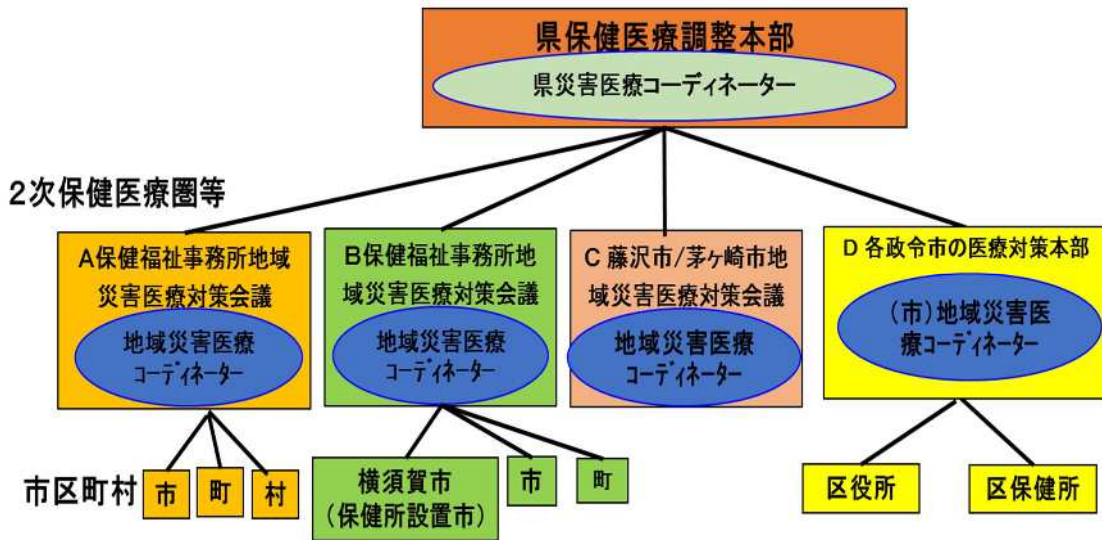 県保健医療調整本部
県災害医療コーディネーター
2次保健医療圏等
A保健福祉事務所地域
災害医療対策会議
地域災害医療
コーディネーター
B保健福祉事務所地
域災害医療対策会議
地域災害医療
コーディネーター
C 藤沢市/茅ヶ崎市地
域災害医療対策会議
地域災害医療
コーディネーター
D 各政令市の医療対策本部
(市)地域災害医
療コーディネーター
市区町村
市
町
村
横須賀市
(保健所設置市)
市
町
区役所
区保健所